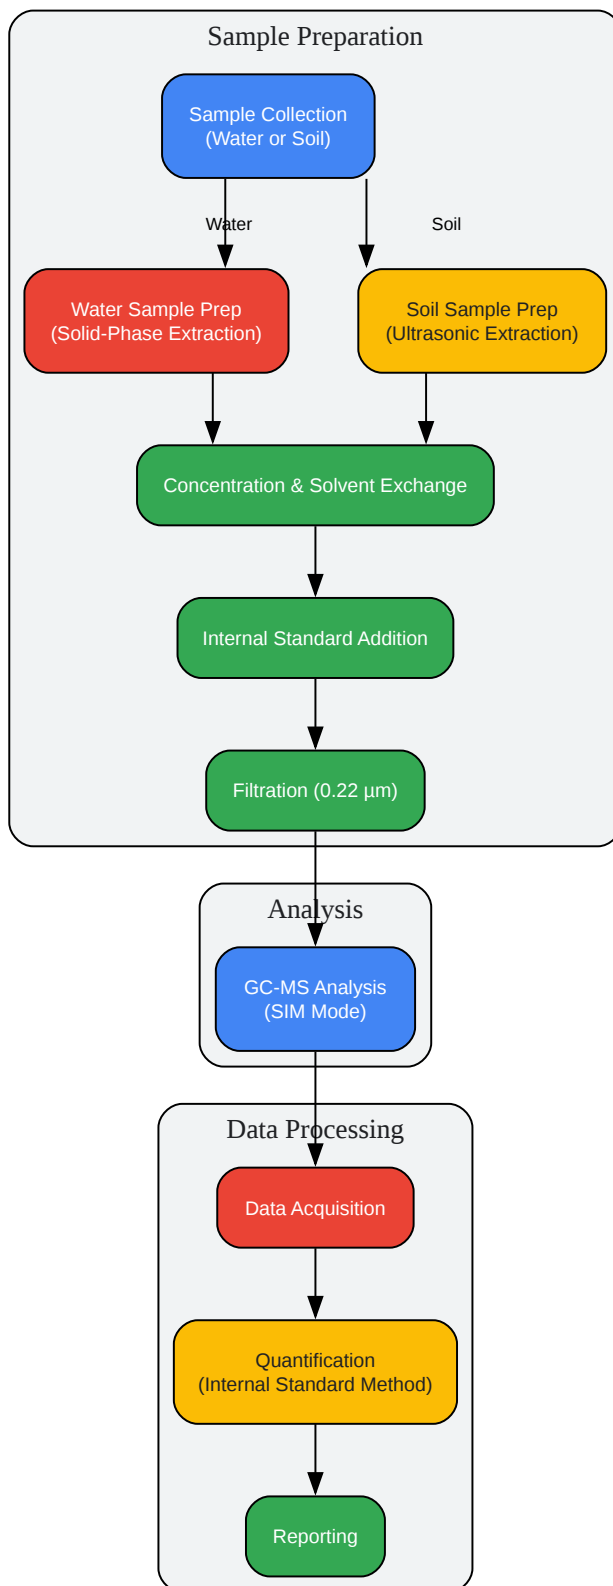 Sample Preparation
Sample Collection
(Water or Soil)
Water
Soil
Water Sample Prep
(Solid-Phase Extraction)
Soil Sample Prep
(Ultrasonic Extraction)
Concentration & Solvent Exchange
Internal Standard Addition
Filtration (0.22 µm)
Analysis
GC-MS Analysis
(SIM Mode)
Data Processing
Data Acquisition
Quantification
(Internal Standard Method)
Reporting